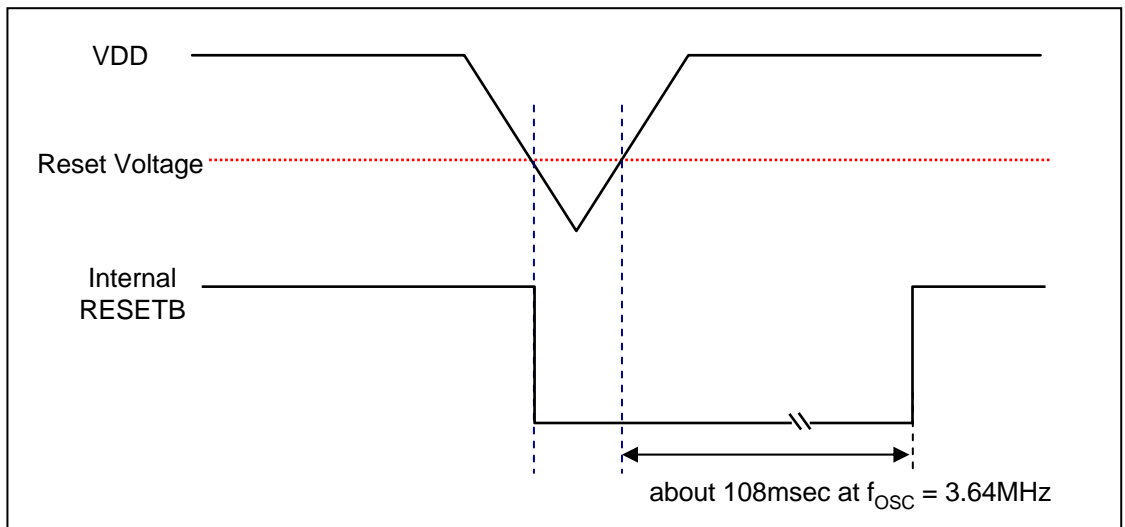 VDD
Reset Voltage
Internal
RESETB
about 108msec at fOSC = 3.64MHz